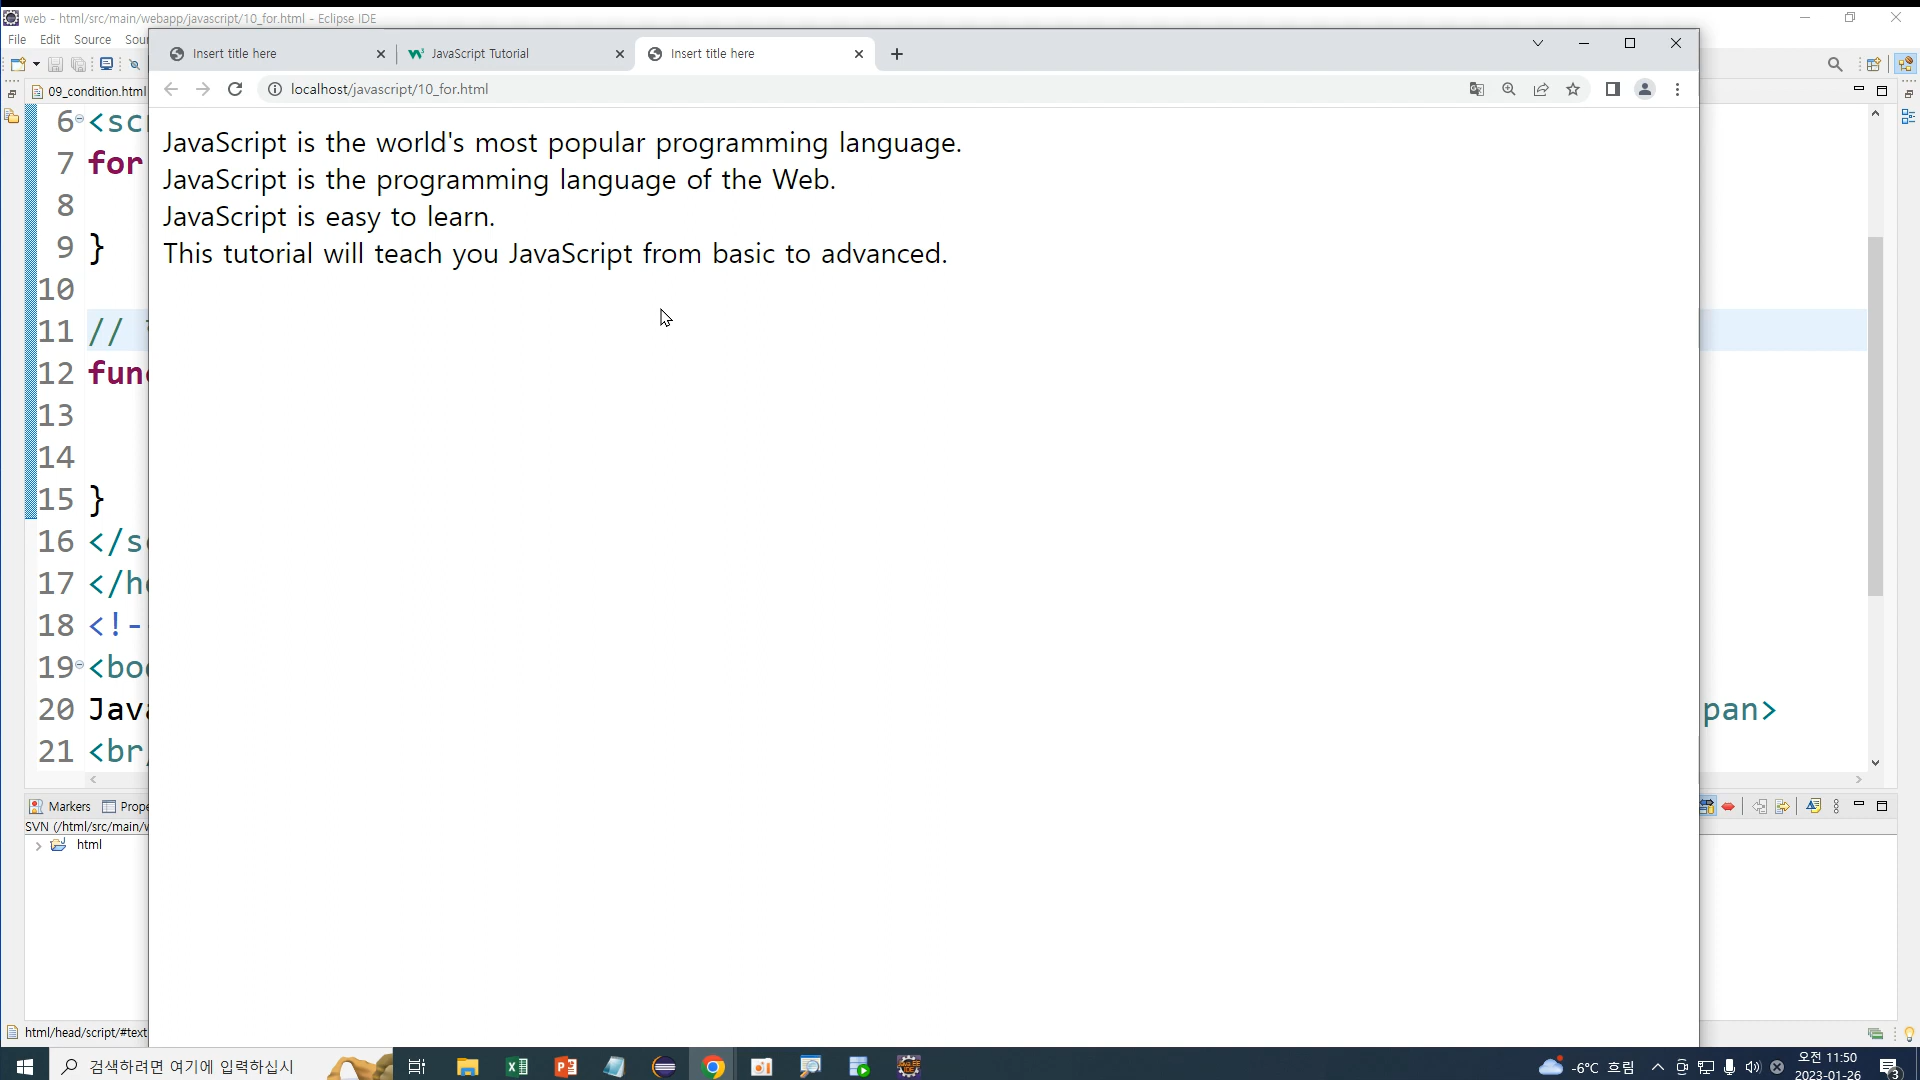 web - html/src/main/webapp/javascript/10_for.html - Eclipse IDE
File Edit Source
Insert title here
JavaScript Tutorial
Insert title here
localhost/javascript/10_for.html
09_condition.html
JavaScript is the world's most popular programming language.
JavaScript is the programming language of the Web.
JavaScript is easy to learn.
This tutorial will teach you JavaScript from basic to advanced.
6 <sc
7 for
8
9 }
10
11 //
12 fun
13
14
15 }
16 </s
17 </h
18 <!-
19 <bo
20 Jav
pan>
21 <br
Markers
SVN (/html/src/main/
html
html/head/script/#text
검색하려면 여기에 입력하십시
-6°C 흐림
오전 11:50
2023-01-26
3